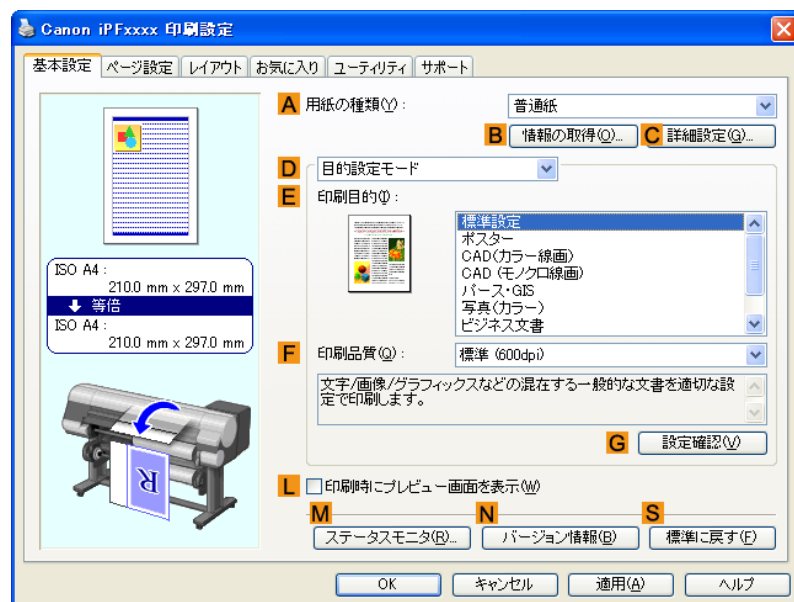 Canon iPFxxxx 印刷設定
基本設定 ページ設定 レイアウト お気に入り ユーティリティ サポート
A 用紙の種類(Y): 普通紙
B 情報の取得(O)... C 詳細設定(G)...
D 目的設定モード
E 印刷目的(I):
標準設定
ポスター
CAD(カラー線画)
CAD (モノクロ線画)
パース・GIS
写真(カラー)
ビジネス文書
ISO A4 :
210.0 mm x 297.0 mm
等倍
ISO A4 :
210.0 mm x 297.0 mm
F 印刷品質(Q): 標準 (600dpi)
文字/画像/グラフィックスなどの混在する一般的な文書を適切な設
定で印刷します。
G 設定確認(V)
R
L 印刷時にプレビュー画面を表示(W)
M N S
ステータスモニタ(R)... バージョン情報(B) 標準に戻す(F)
OK キャンセル 適用(A) ヘルプ